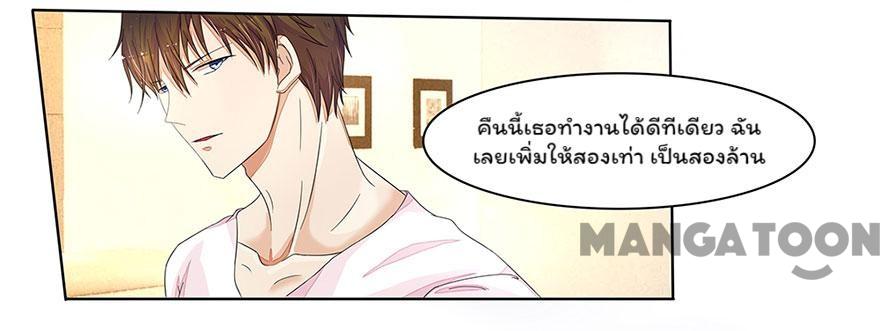 คืนนี้เธอทำงานได้ดีทีเดียว ฉัน
เลยเพิ่มให้สองเท่า เป็นสองล้าน
MANGATOON